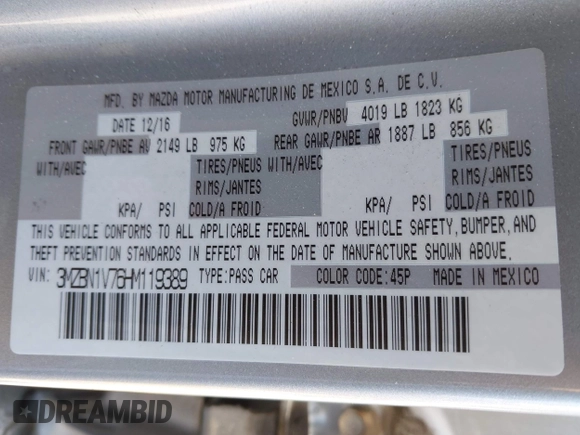 MFD. BY MAZDA MOTOR MANUFACTURING DE MEXICO S.A. DE C.V.
DATE 12/16 GVWR/PNBV 4019 LB 1823 KG
FRONT GAWR/PNBE AV 2149 LB 975 KG REAR GAWR/PNBE AR 1887 LB 856 KG
WITH/AVEC TIRES/PNEUS WITH/AVEC TIRES/PNEUS
RIMS/JANTES RIMS/JANTES
KPA/ PSI COLD/A FROID KPA/ PSI COLD/A FROID
THIS VEHICLE CONFORMS TO ALL APPLICABLE FEDERAL MOTOR VEHICLE SAFETY, BUMPER, AND
THEFT PREVENTION STANDARDS IN EFFECT ON THE DATE OF MANUFACTURE SHOWN ABOVE.
VIN: 3MZBN1V76HM119389 TYPE:PASS CAR COLOR CODE:45P MADE IN MEXICO
DREAMBID